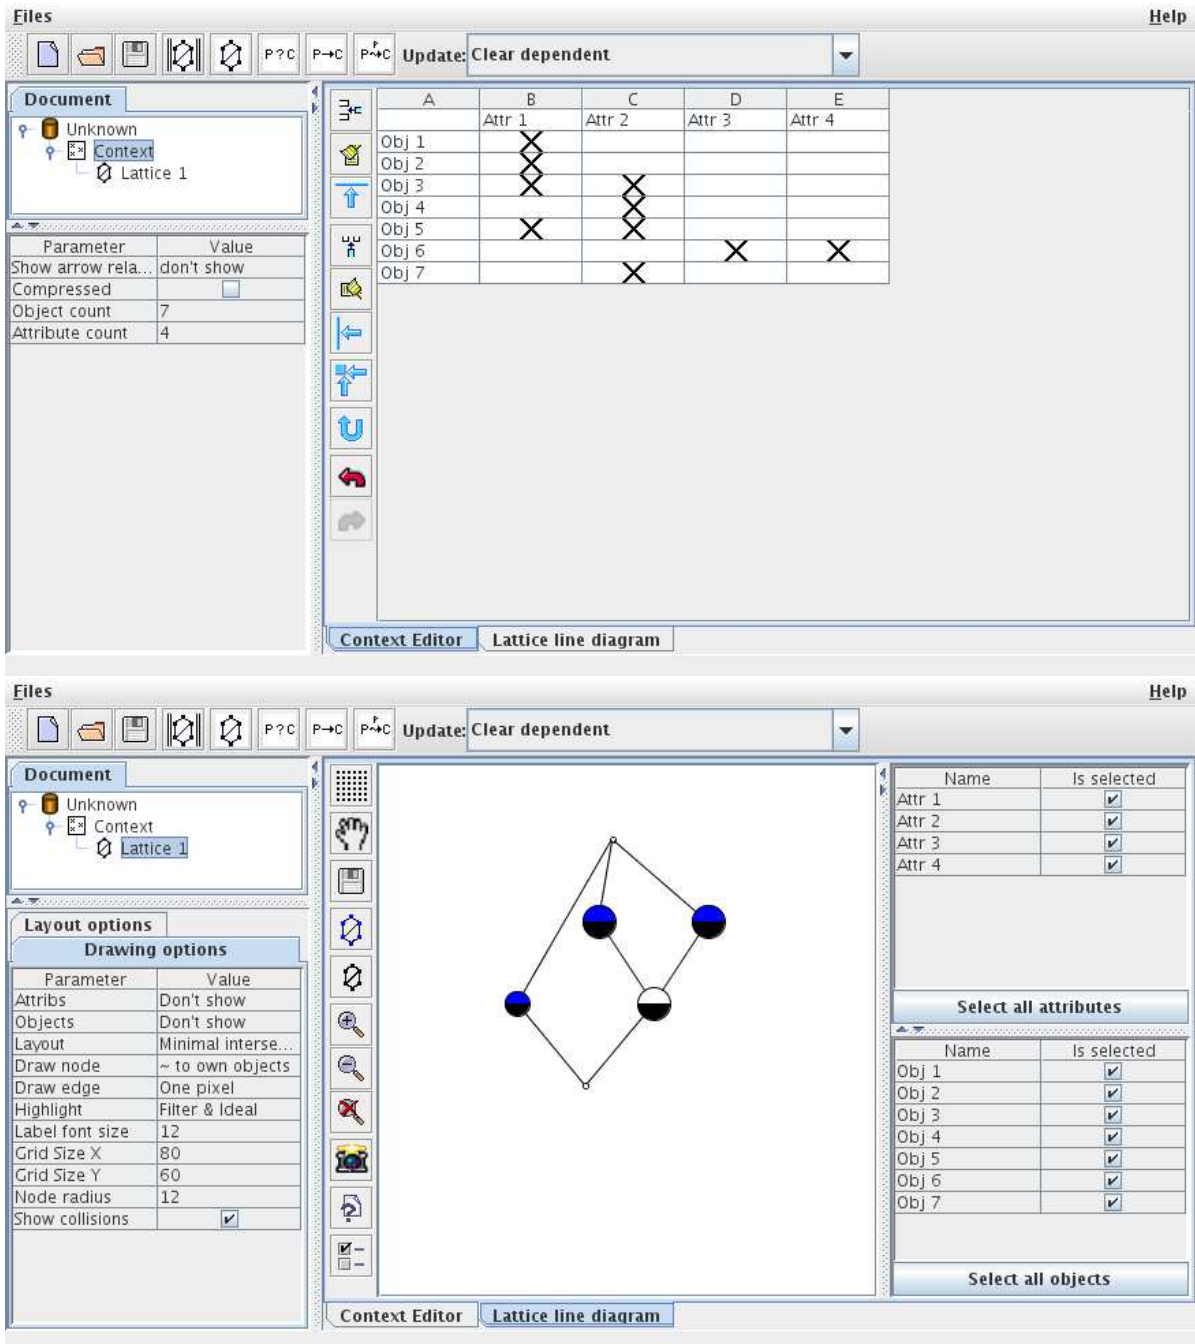 Files Help
P?C P→C P→C Update: Clear dependent
Document
Unknown
Context
Lattice 1
Parameter Value
Show arrow rela... don't show
Compressed
Object count 7
Attribute count 4
A B C D E
Attr 1 Attr 2 Attr 3 Attr 4
Obj 1
Obj 2
Obj 3
Obj 4
Obj 5
Obj 6
Obj 7
Context Editor Lattice line diagram
Files Help
P?C P→C P→C Update: Clear dependent
Document
Unknown
Context
Lattice 1
Layout options
Drawing options
Parameter Value
Attribs Don't show
Objects Don't show
Layout Minimal interse...
Draw node ~ to own objects
Draw edge One pixel
Highlight Filter & Ideal
Label font size 12
Grid Size X 80
Grid Size Y 60
Node radius 12
Show collisions
Name Is selected
Attr 1
Attr 2
Attr 3
Attr 4
Select all attributes
Name Is selected
Obj 1
Obj 2
Obj 3
Obj 4
Obj 5
Obj 6
Obj 7
Select all objects
Context Editor Lattice line diagram